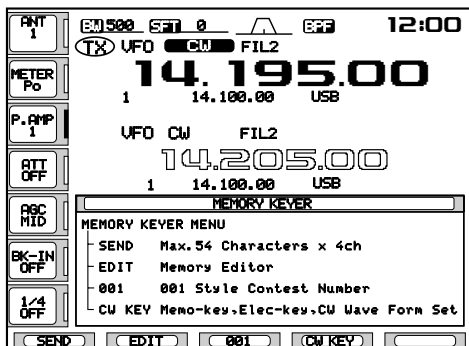 ANT 1
BW 500 SFT 0 BPF 12:00
TX VFO CW FIL2
METER Po
14.195.00
1 14.100.00 USB
P.AMP 1
VFO CW FIL2
14.205.00
ATT OFF
1 14.100.00 USB
MEMORY KEYER
AGC MID
MEMORY KEYER MENU
SEND Max.54 Characters x 4ch
BK-IN OFF
EDIT Memory Editor
001 001 Style Contest Number
1/4 OFF
CW KEY Memo-key,Elec-key,CW Wave Form Set
SEND EDIT 001 CW KEY